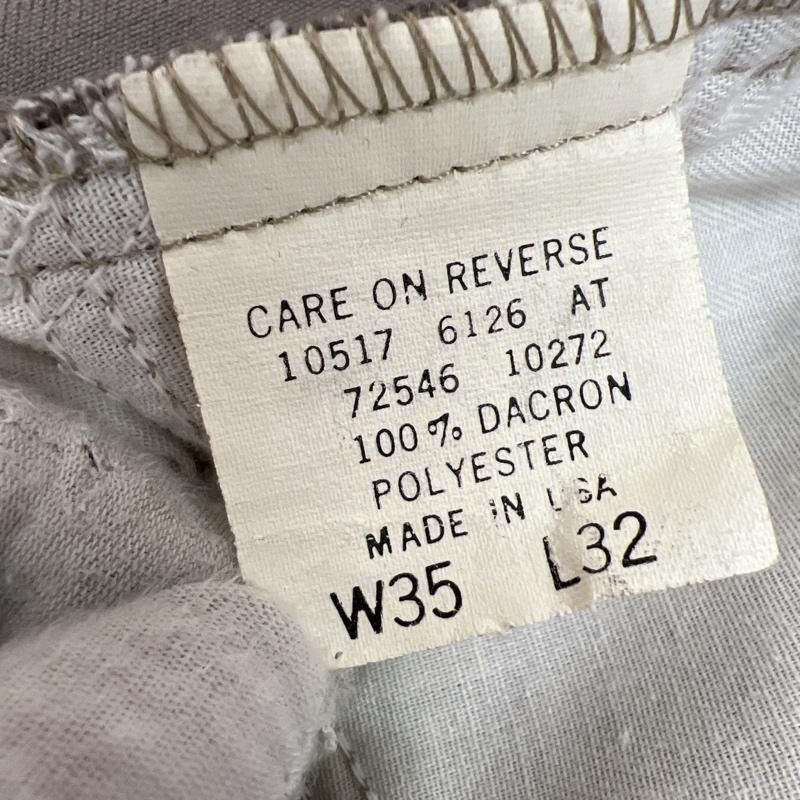 CARE ON REVERSE
10517 6126 AT
72546 10272
100% DACRON
POLYESTER
MADE IN USA
W35 L32